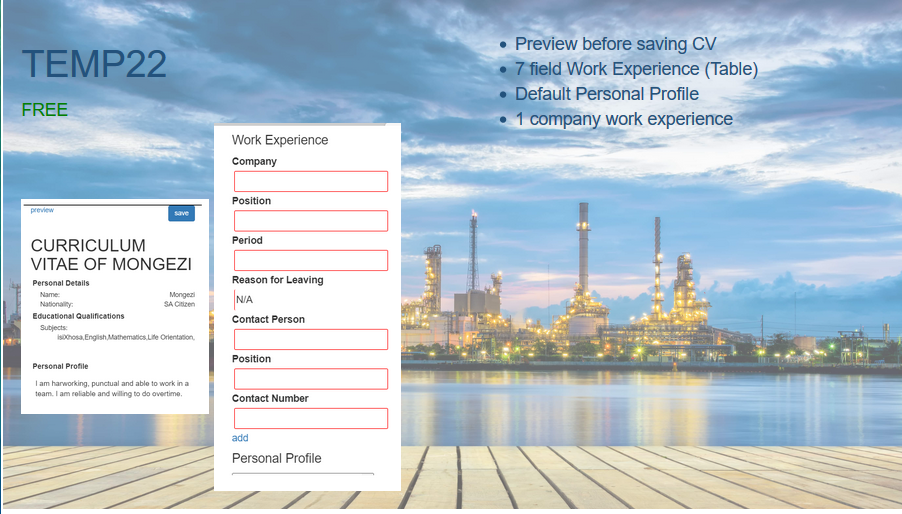 TEMP22
FREE
Preview before saving CV
7 field Work Experience (Table)
Default Personal Profile
1 company work experience
preview
save
CURRICULUM
VITAE OF MONGEZI
Personal Details
Name: Mongezi
Nationality: SA Citizen
Educational Qualifications
Subjects:
isiXhosa,English,Mathematics,Life Orientation,
Personal Profile
I am harworking, punctual and able to work in a
team. I am reliable and willing to do overtime.
Work Experience
Company
Position
Period
Reason for Leaving
N/A
Contact Person
Position
Contact Number
add
Personal Profile